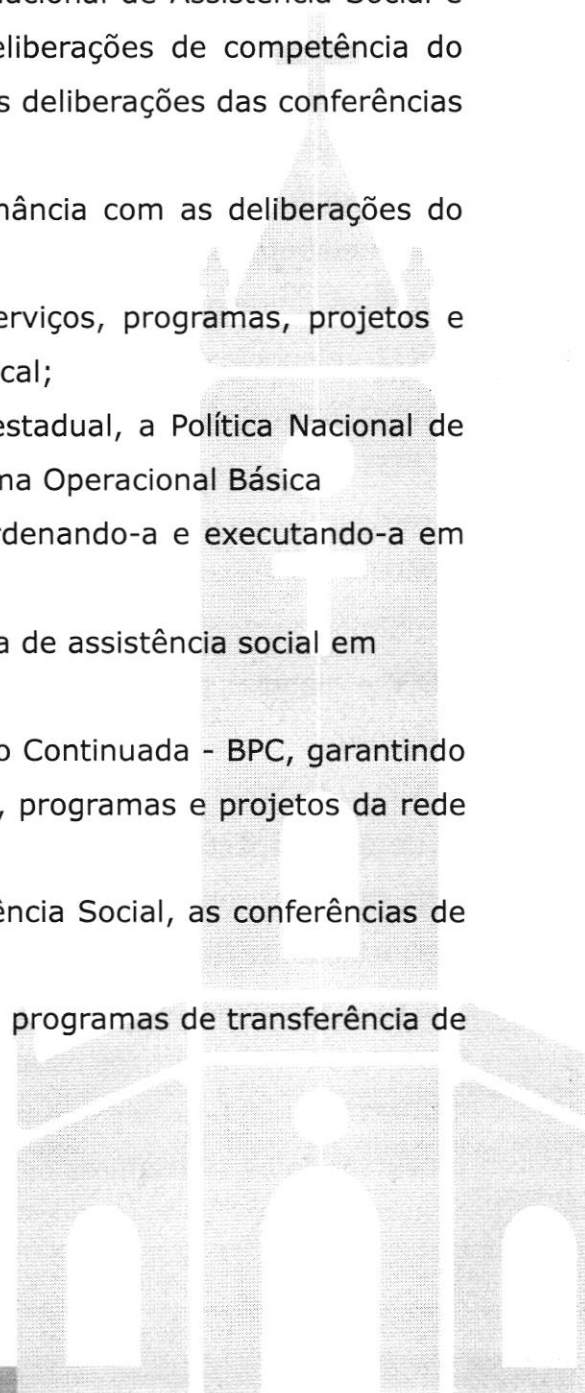 nacional de Assistência Social e
eliberações de competência do
s deliberações das conferências
nância com as deliberações do
erviços, programas, projetos e
cal;
estadual, a Política Nacional de
ma Operacional Básica
rdenando-a e executando-a em
a de assistência social em
o Continuada - BPC, garantindo
, programas e projetos da rede
ência Social, as conferências de
programas de transferência de